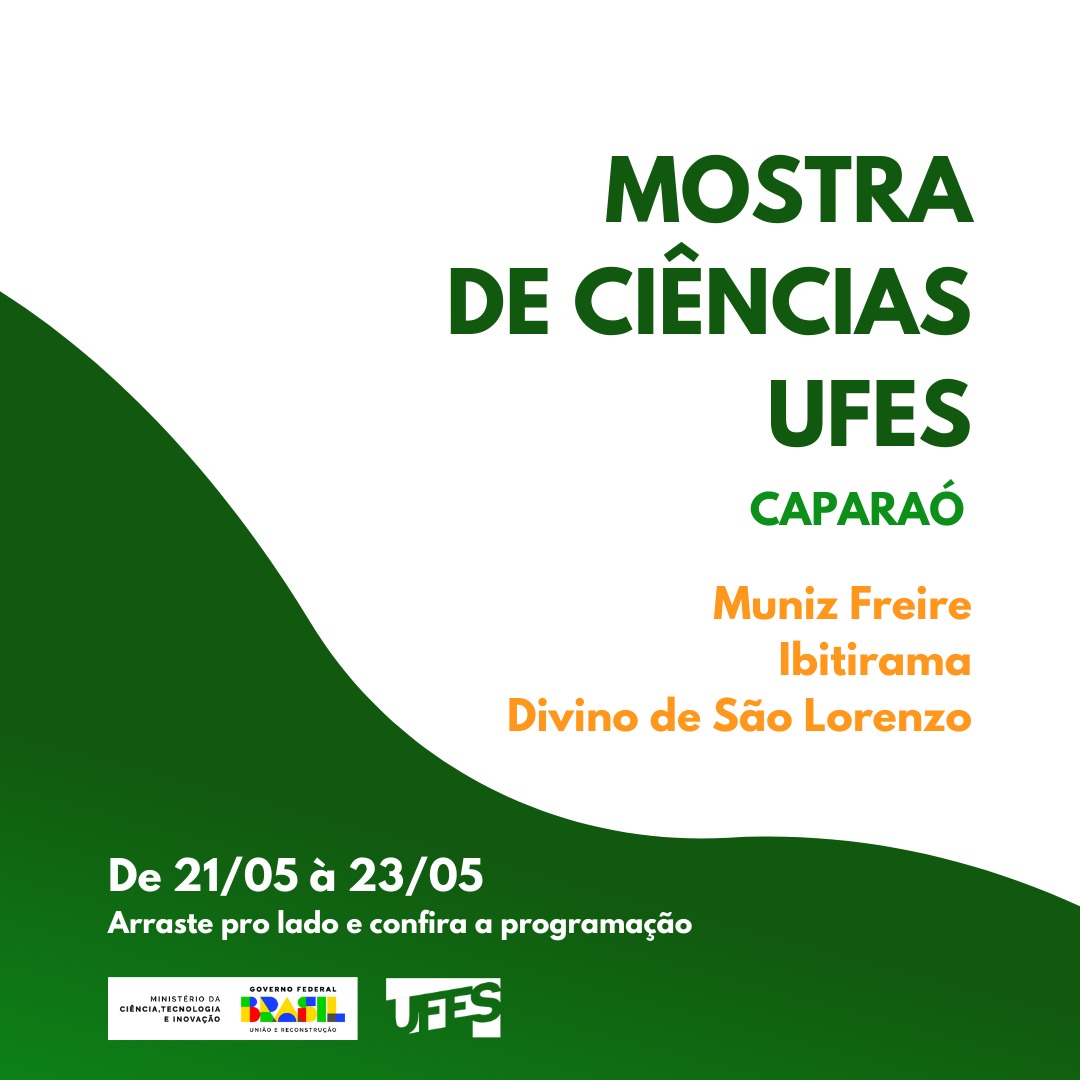 MOSTRA
DE CIÊNCIAS
UFES
CAPARAÓ
Muniz Freire
Ibitirama
Divino de São Lorenzo
De 21/05 à 23/05
Arraste pro lado e confira a programação
MINISTÉRIO DA
CIÊNCIA,TECNOLOGIA
E INOVAÇÃO
GOVERNO FEDERAL
BRASIL
UNIÃO E RECONSTRUÇÃO
UFES